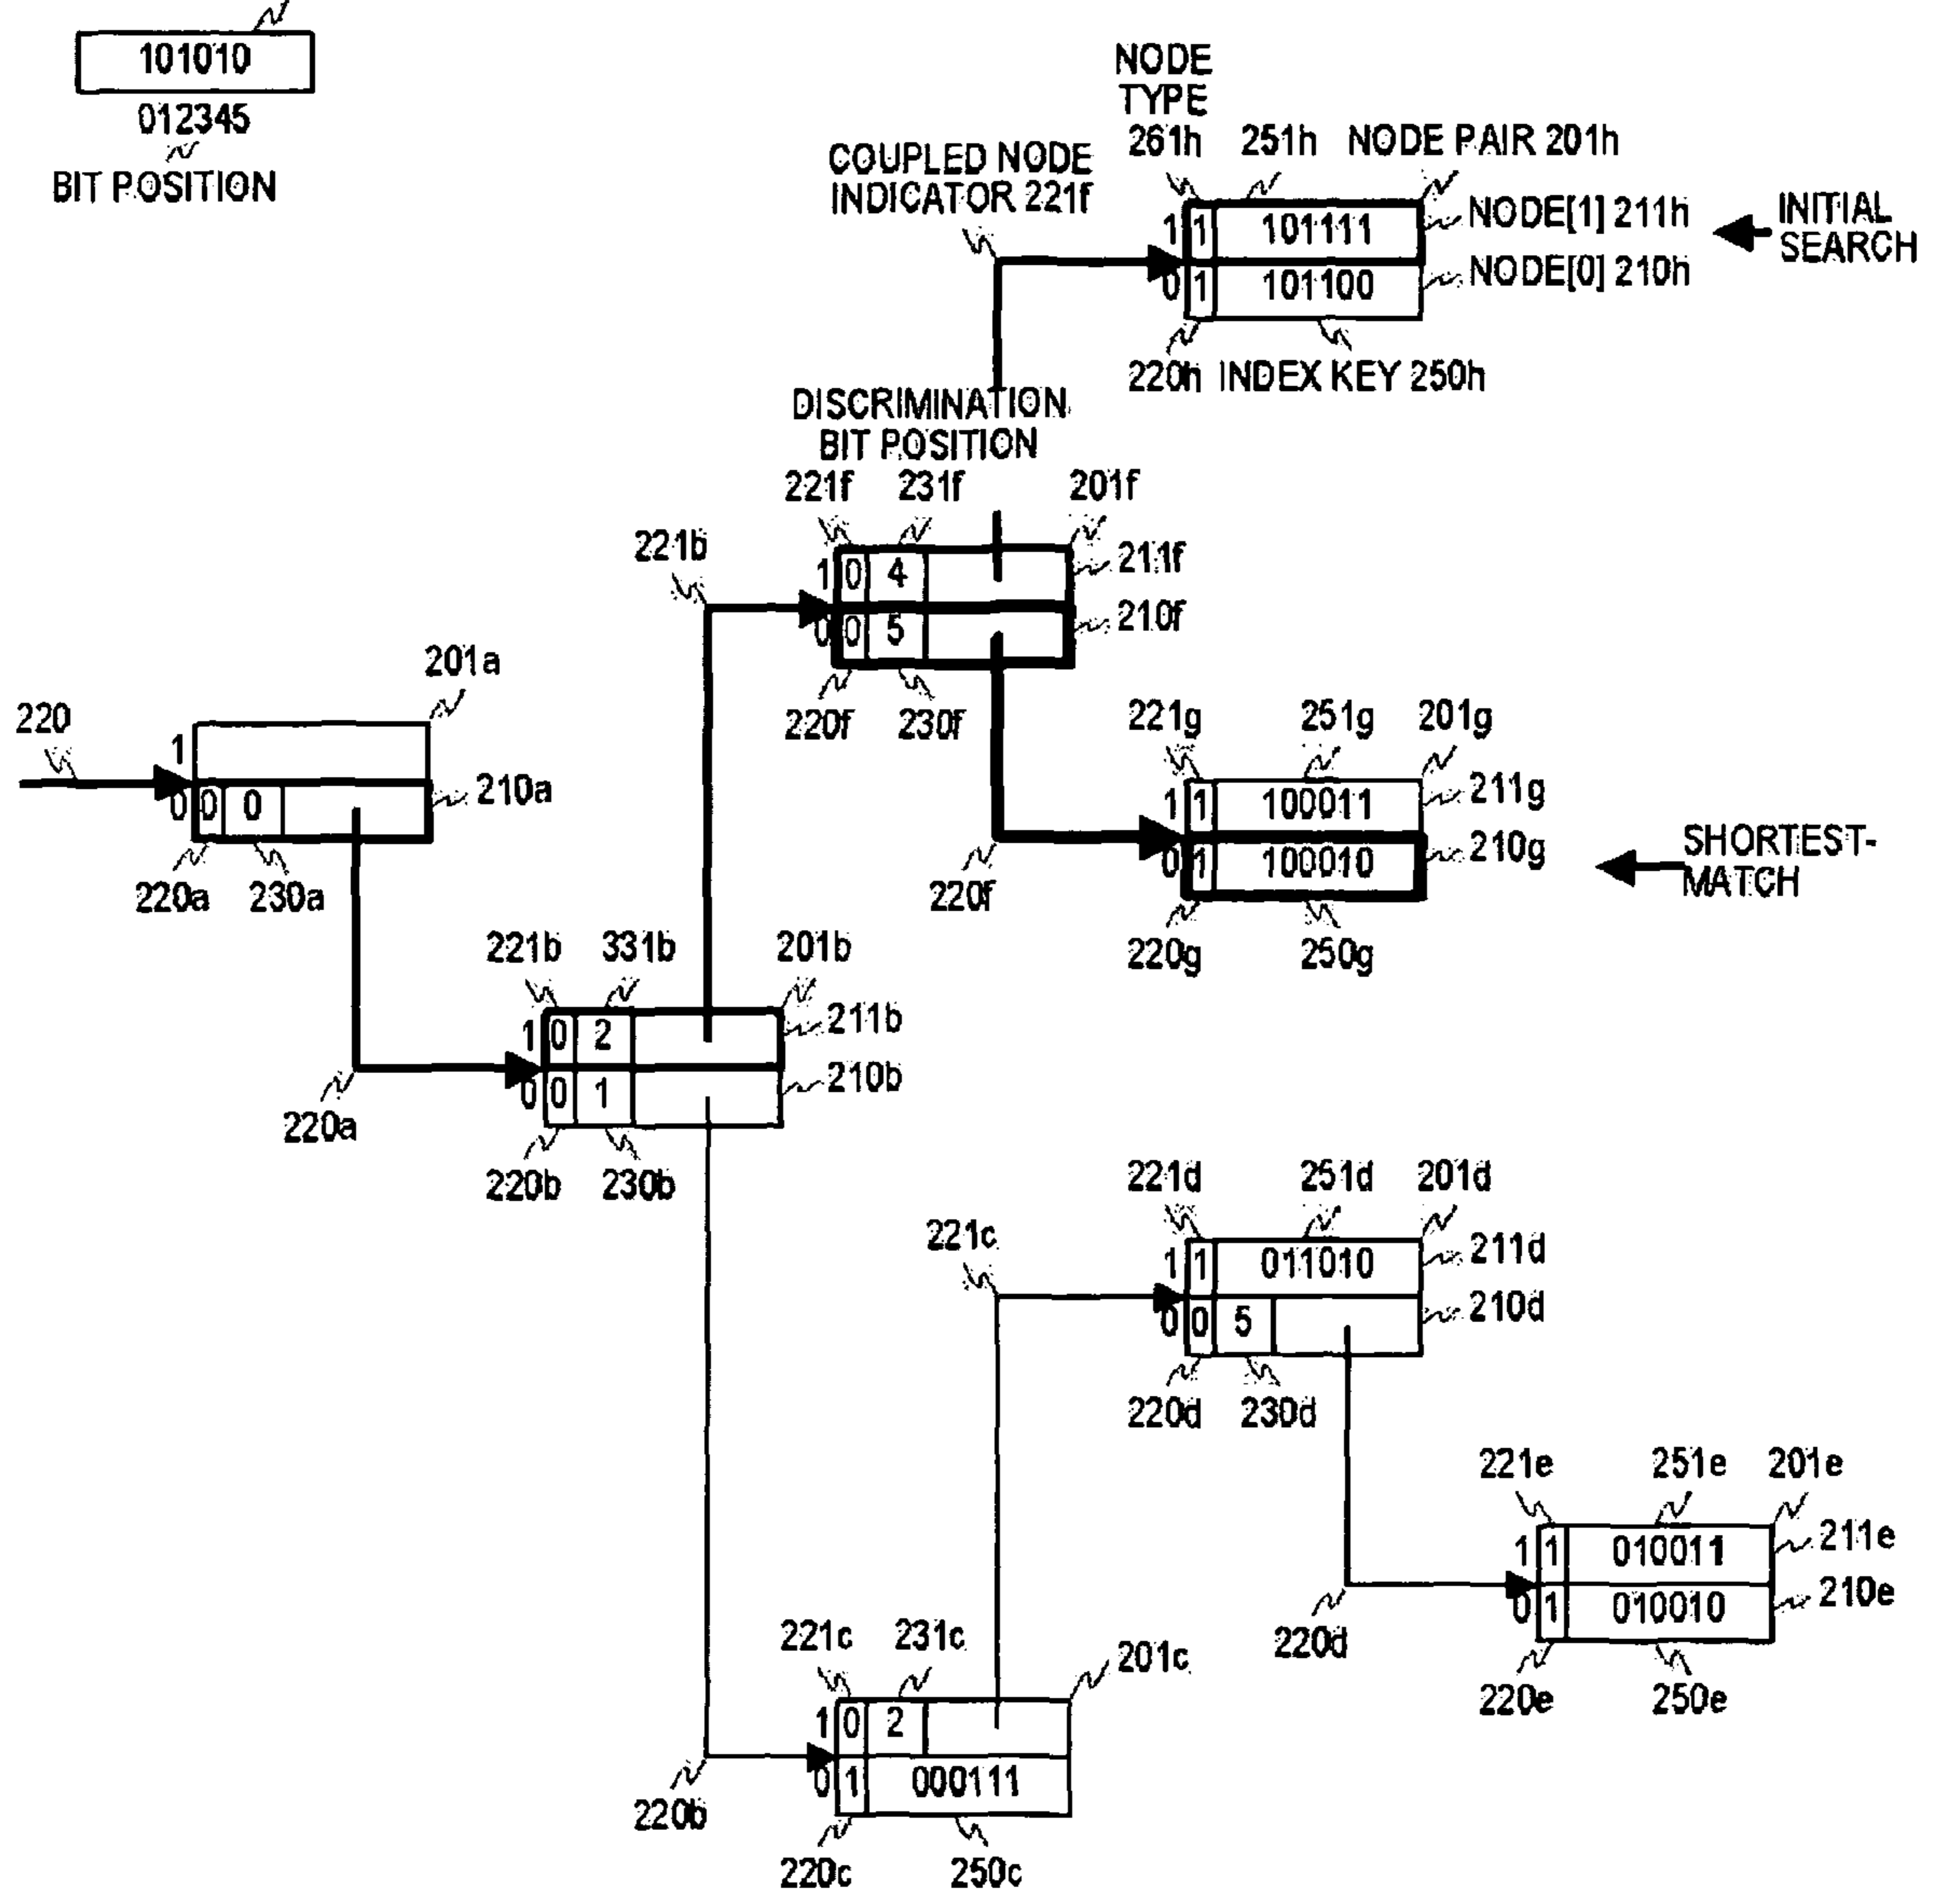 101010
012345
BIT POSITION
NODE
TYPE
261h 251h NODE PAIR 201h
COUPLED NODE
INDICATOR 221f
1 1 101111
NODE[1] 211h
INITIAL
SEARCH
0 1 101100
NODE[0] 210h
220h INDEX KEY 250h
DISCRIMINATION
BIT POSITION
221f 231f 201f
221b
1 0 4
211f
0 0 5
210f
220f 230f
201a
220
1
0 0 0
210a
220a 230a
221g 251g 201g
1 1 100011
211g
0 1 100010
210g
SHORTEST-
MATCH
220f
220g 250g
221b 331b 201b
1 0 2
211b
0 0 1
210b
220a
220b 230b
221d 251d 201d
221c
1 1 011010
211d
0 0 5
210d
220d 230d
221e 251e 201e
1 1 010011
211e
0 1 010010
210e
220d
220e 250e
221c 231c 201c
1 0 2
0 1 000111
220b
220c 250c